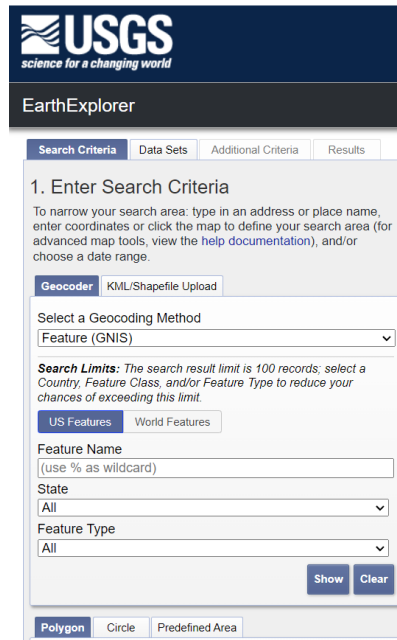 USGS
science for a changing world
EarthExplorer
Search Criteria Data Sets Additional Criteria Results
1. Enter Search Criteria
To narrow your search area: type in an address or place name,
enter coordinates or click the map to define your search area (for
advanced map tools, view the help documentation), and/or
choose a date range.
Geocoder KML/Shapefile Upload
Select a Geocoding Method
Feature (GNIS)
Search Limits: The search result limit is 100 records; select a
Country, Feature Class, and/or Feature Type to reduce your
chances of exceeding this limit.
US Features World Features
Feature Name
(use % as wildcard)
State
All
Feature Type
All
Show Clear
Polygon Circle Predefined Area